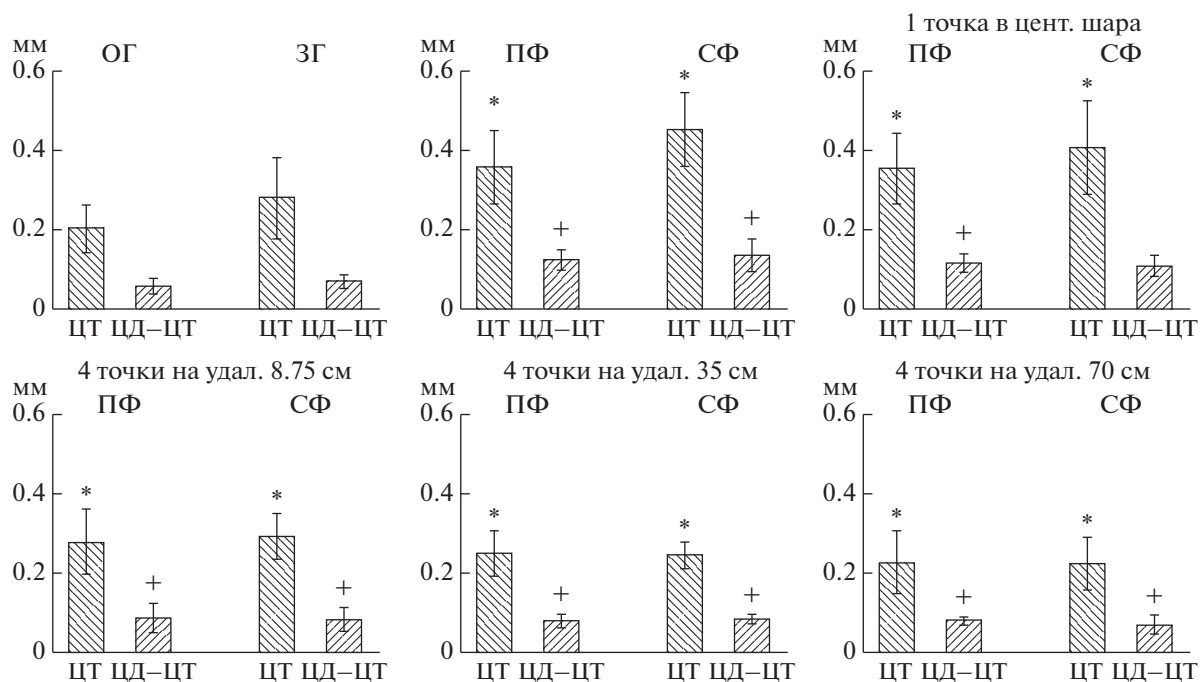 1 точка в цент. шара
мм ОГ ЗГ ПФ СФ ПФ СФ
0.6 0.6 0.6
* * * *
0.4 0.4 0.4
0.2 + + 0.2 + 0.2
0 0 0
ЦТ ЦД–ЦТ ЦТ ЦД–ЦТ ЦТ ЦД–ЦТ ЦТ ЦД–ЦТ ЦТ ЦД–ЦТ ЦТ ЦД–ЦТ
4 точки на удал. 8.75 см 4 точки на удал. 35 см 4 точки на удал. 70 см
мм ПФ СФ мм ПФ СФ мм ПФ СФ
0.6 0.6 0.6
0.4 * * 0.4 * * 0.4 * *
0.2 + + 0.2 + + 0.2 + +
0 0 0
ЦТ ЦД–ЦТ ЦТ ЦД–ЦТ ЦТ ЦД–ЦТ ЦТ ЦД–ЦТ ЦТ ЦД–ЦТ ЦТ ЦД–ЦТ